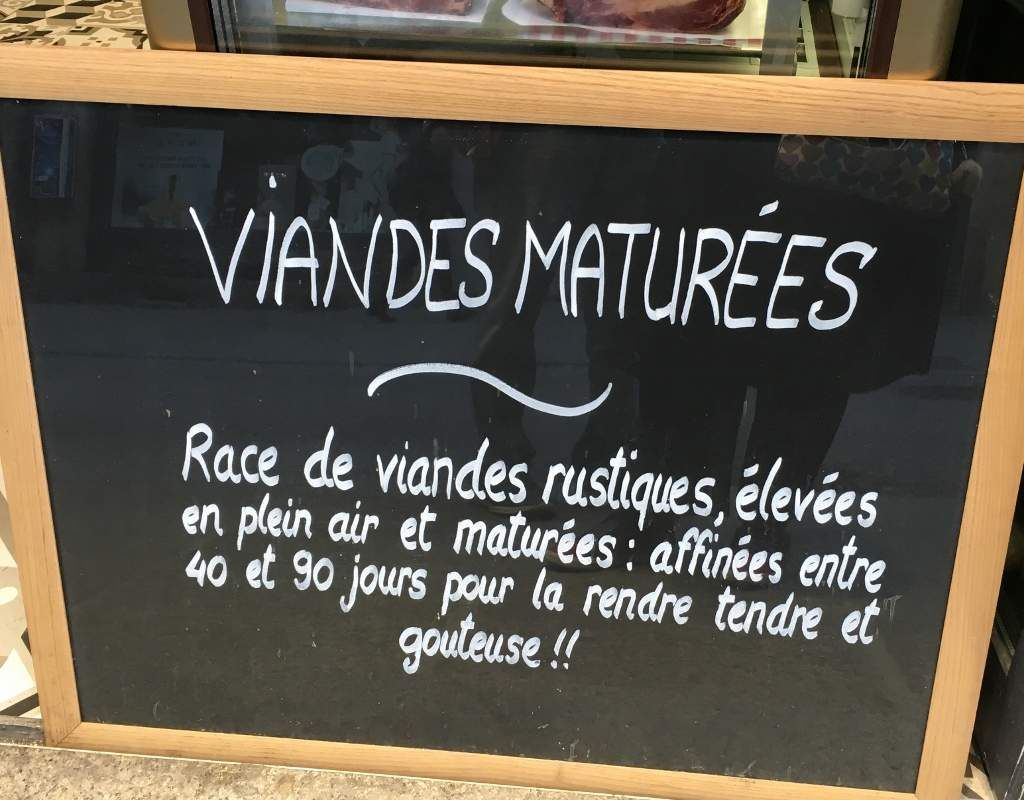 VIANDES MATURÉES
Race de viandes rustiques, élevées
en plein air et maturées : affinées entre
40 et 90 jours pour la rendre tendre et
gouteuse !!